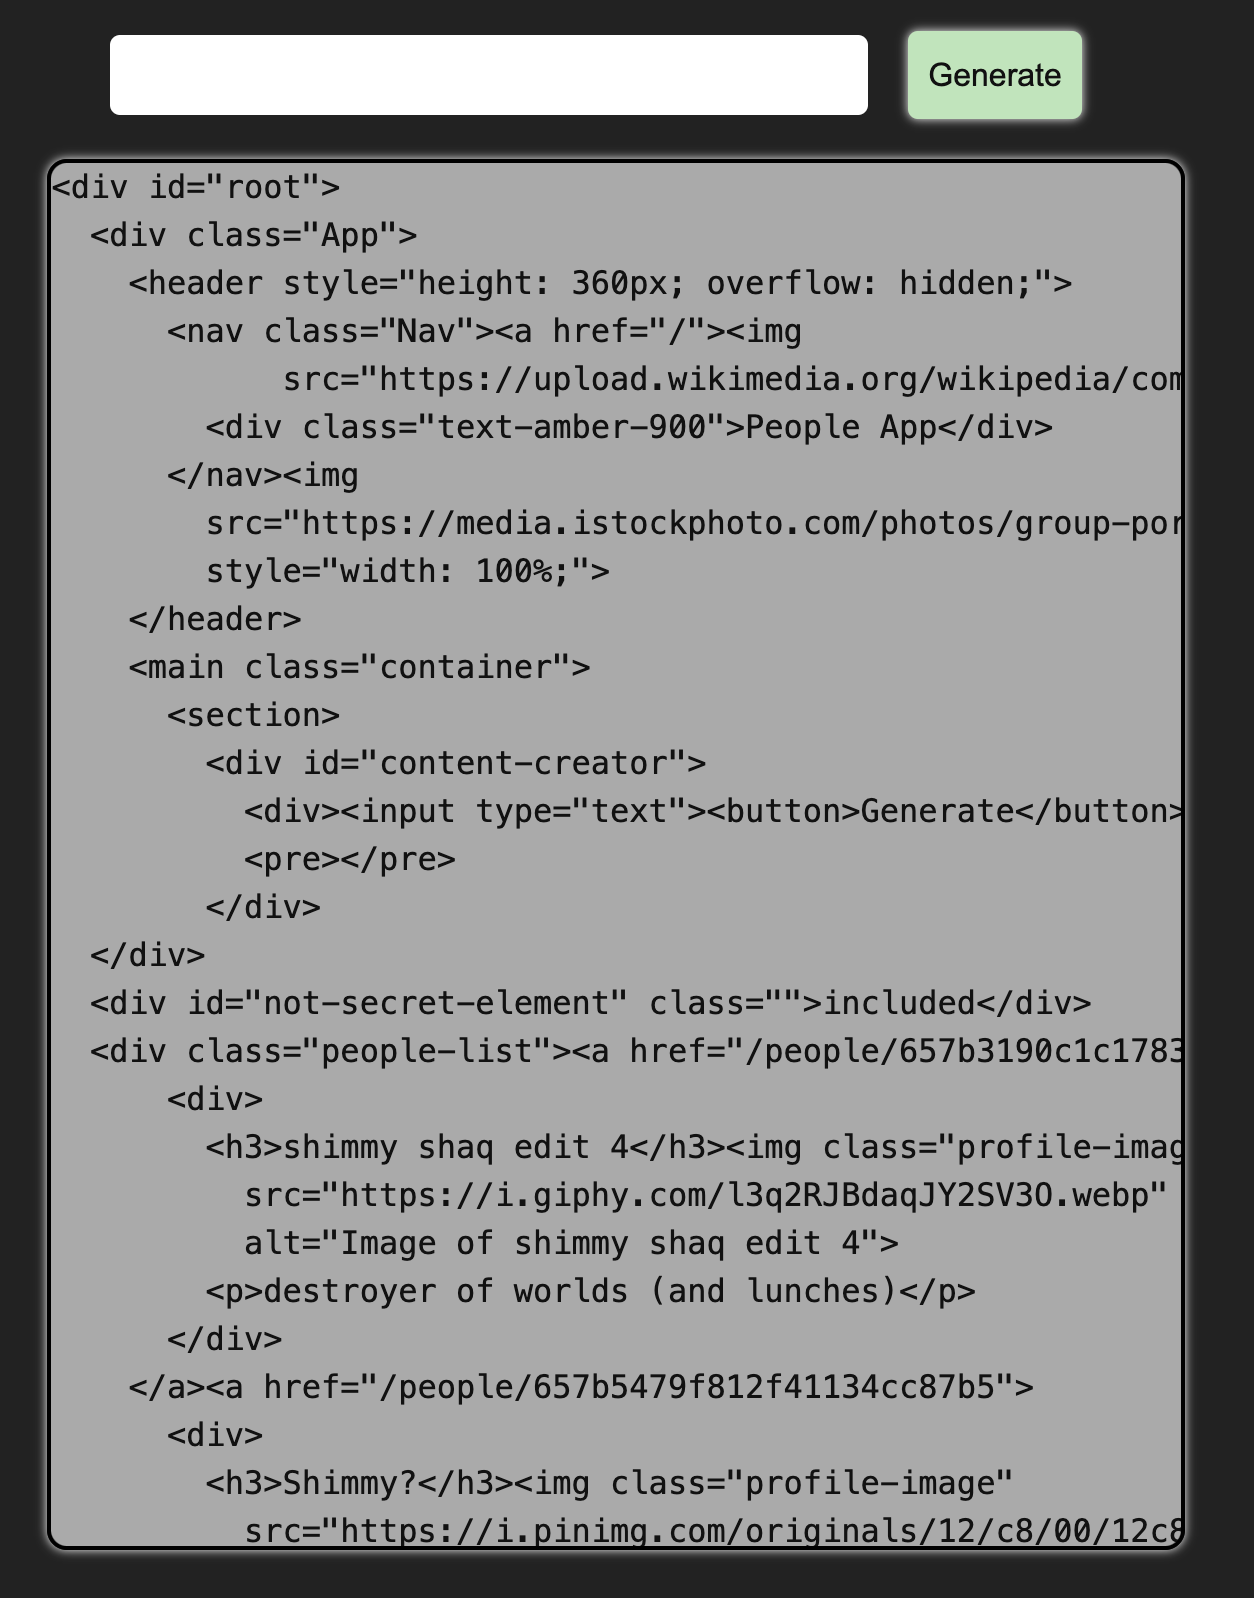 Generate
<div id="root">
<div class="App">
<header style="height: 360px; overflow: hidden;">
<nav class="Nav"><a href="/"><img
src="https://upload.wikimedia.org/wikipedia/com
<div class="text-amber-900">People App</div>
</nav><img
src="https://media.istockphoto.com/photos/group-por
style="width: 100%;">
</header>
<main class="container">
<section>
<div id="content-creator">
<div><input type="text"><button>Generate</button>
<pre></pre>
</div>
</div>
<div id="not-secret-element" class="">included</div>
<div class="people-list"><a href="/people/657b3190c1c1783
<div>
<h3>shimmy shaq edit 4</h3><img class="profile-imag
src="https://i.giphy.com/l3q2RJBdaqJY2SV3O.webp"
alt="Image of shimmy shaq edit 4">
<p>destroyer of worlds (and lunches)</p>
</div>
</a><a href="/people/657b5479f812f41134cc87b5">
<div>
<h3>Shimmy?</h3><img class="profile-image"
src="https://i.pinimg.com/originals/12/c8/00/12c8